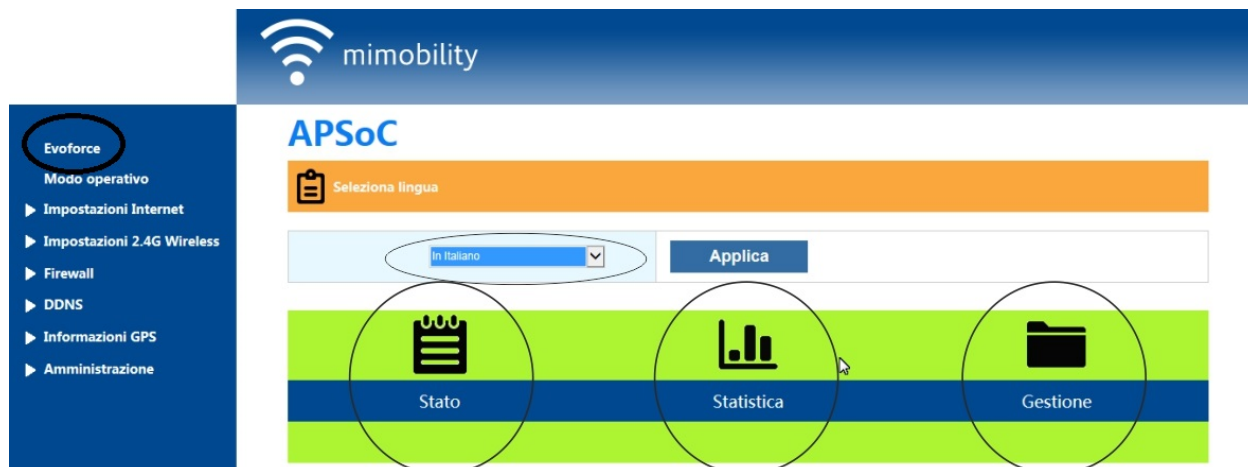 mimobility
Evoforce
Modo operativo
Impostazioni Internet
Impostazioni 2.4G Wireless
Firewall
DDNS
Informazioni GPS
Amministrazione
APSoC
Seleziona lingua
In Italiano
Applica
Stato
Statistica
Gestione